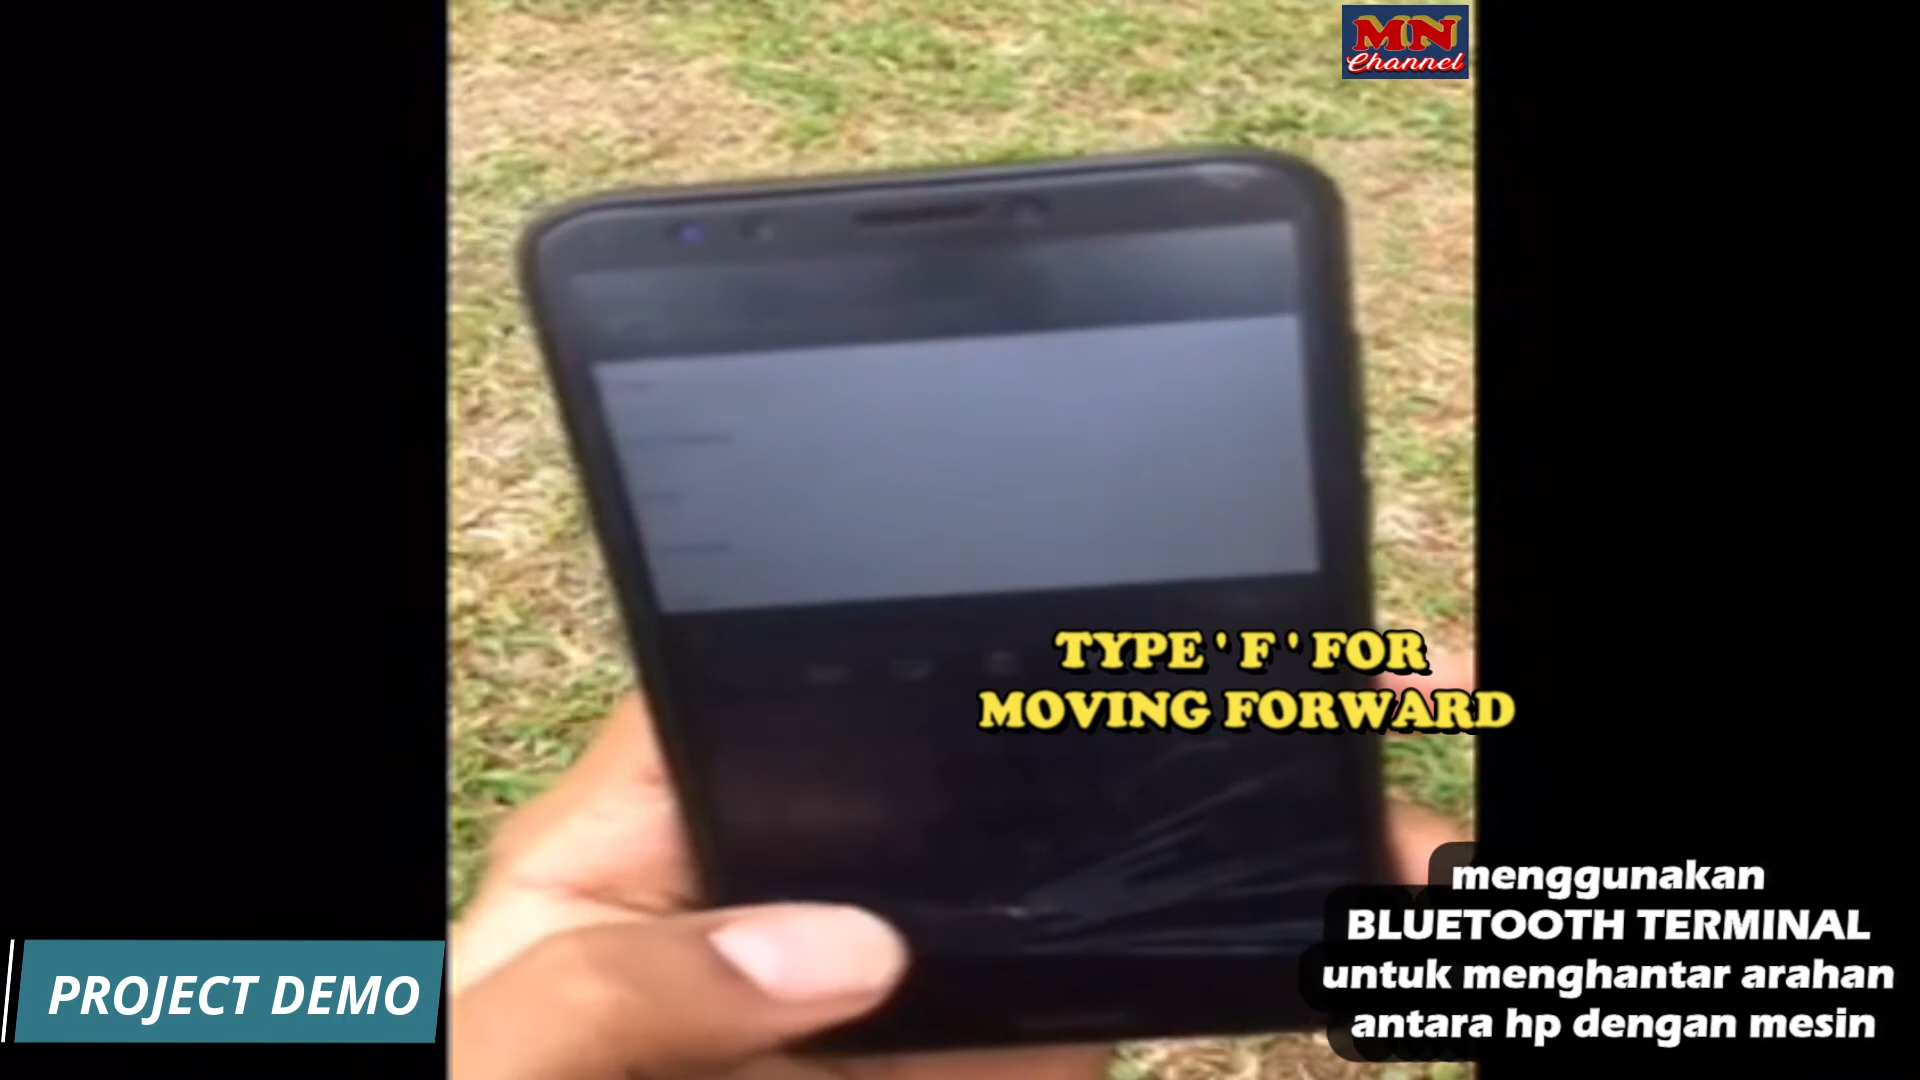 MN
Channel
TYPE ' F ' FOR
MOVING FORWARD
menggunakan
BLUETOOTH TERMINAL
untuk menghantar arahan
antara hp dengan mesin
PROJECT DEMO